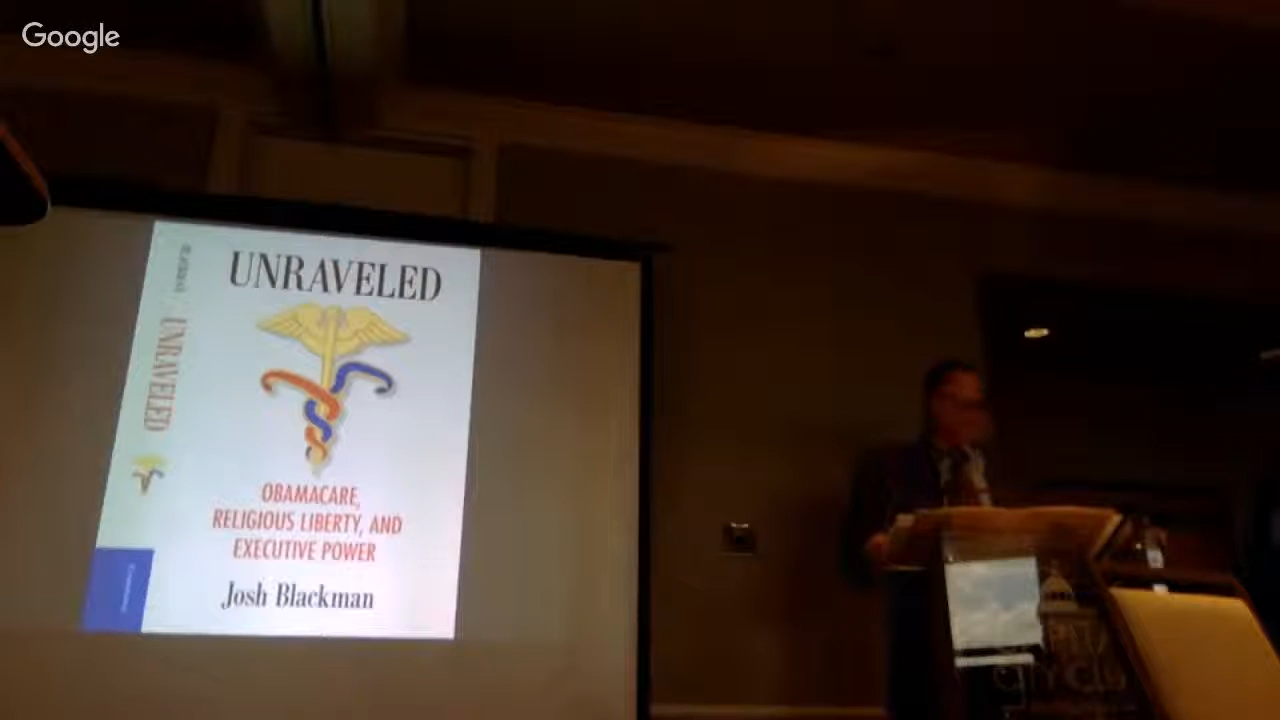 Google
UNRAVELED
UNRAVELED
OBAMACARE,
RELIGIOUS LIBERTY, AND
EXECUTIVE POWER
Josh Blackman